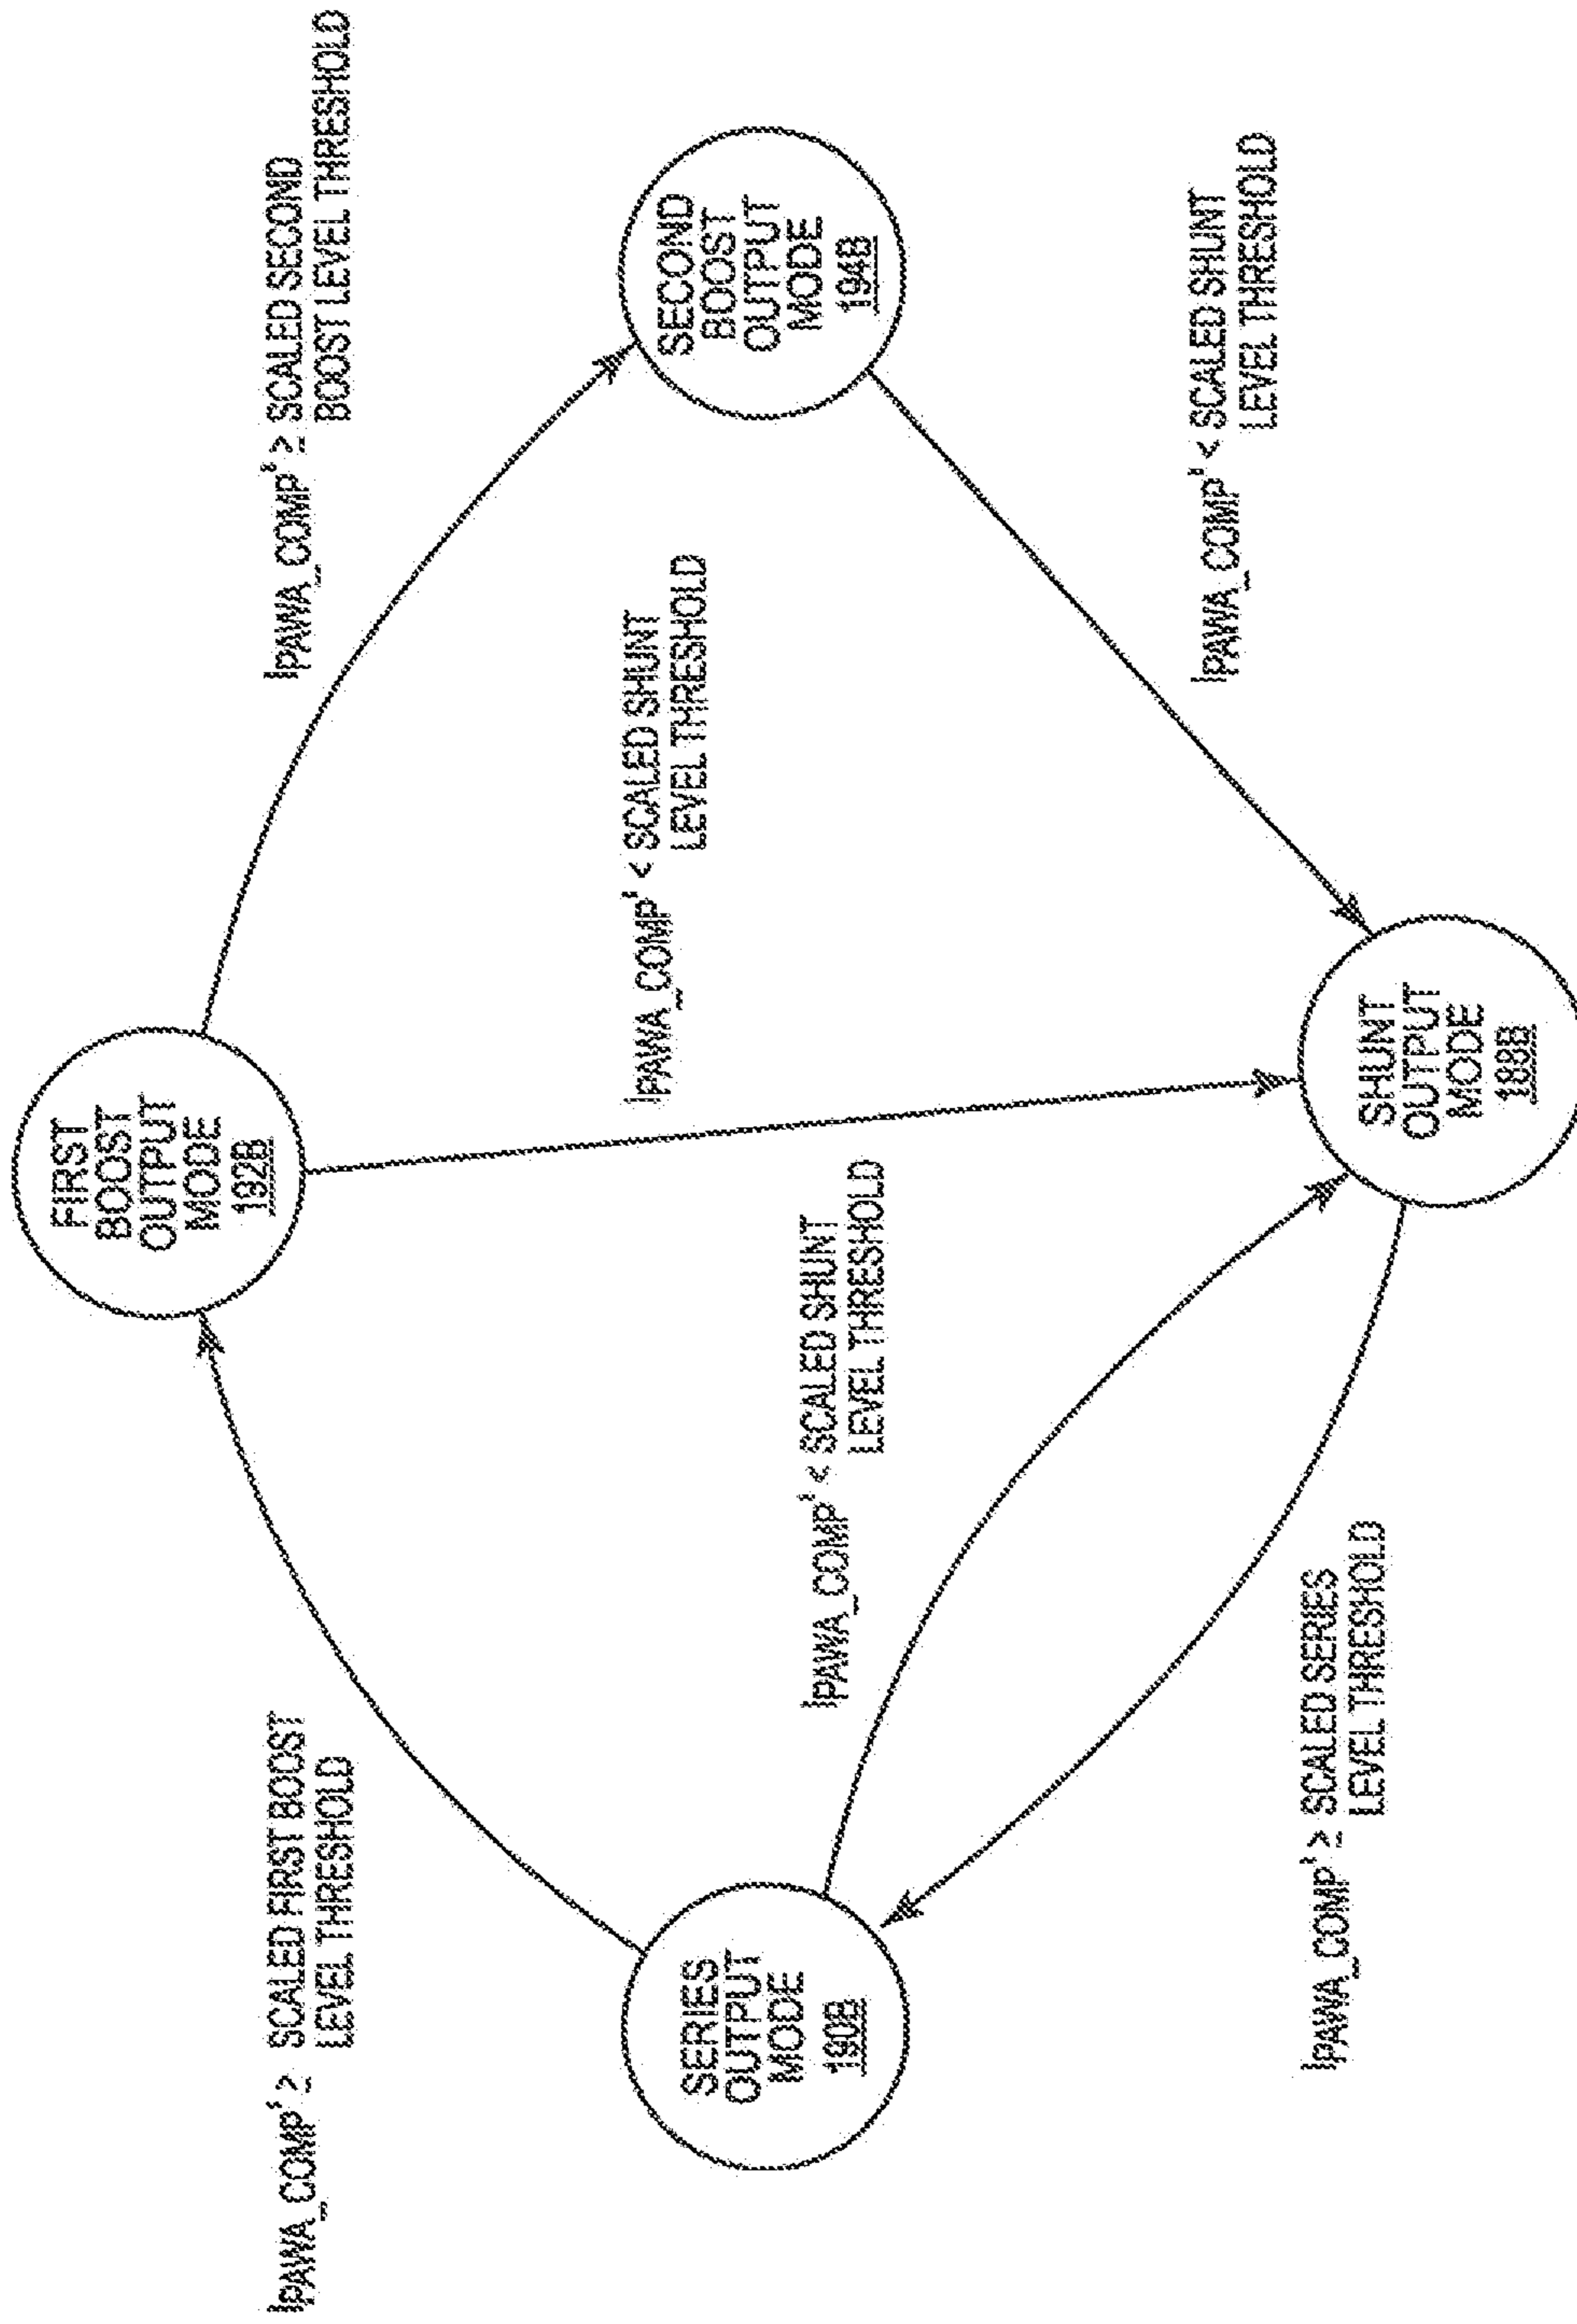 IPAWA_COMP' ≥ SCALED FIRST BOOST
LEVEL THRESHOLD
FIRST
BOOST
OUTPUT
MODE
192B
IPAWA_COMP' ≥ SCALED SECOND
BOOST LEVEL THRESHOLD
SERIES
OUTPUT
MODE
190B
IPAWA_COMP' < SCALED SHUNT
LEVEL THRESHOLD
IPAWA_COMP' < SCALED SHUNT
LEVEL THRESHOLD
SECOND
BOOST
OUTPUT
MODE
194B
IPAWA_COMP' ≥ SCALED SERIES
LEVEL THRESHOLD
SHUNT
OUTPUT
MODE
188B
IPAWA_COMP' < SCALED SHUNT
LEVEL THRESHOLD